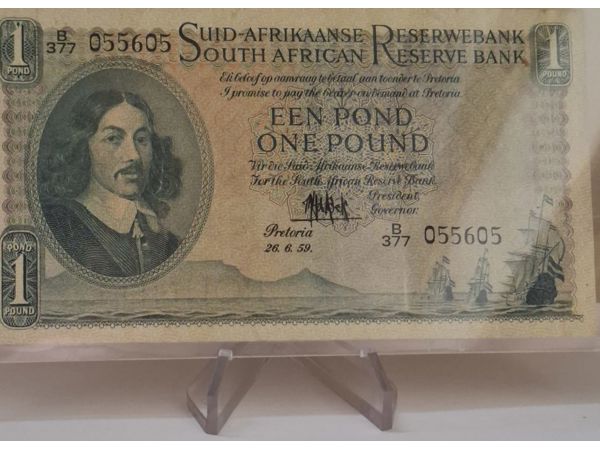 B/377 055605
SUID-AFRIKAANSE RESERWEBANK
SOUTH AFRICAN RESERVE BANK
Ek beloof op aanvraag te betaal aan toonder te Pretoria
I promise to pay the bearer on demand at Pretoria
EEN POND
ONE POUND
Vir die Suid-Afrikaanse Reserwebank
For the South African Reserve Bank
President,
Governor.
Pretoria
26.6.59.
B/377 055605
1
POND
1
POUND
POND
1
POUND